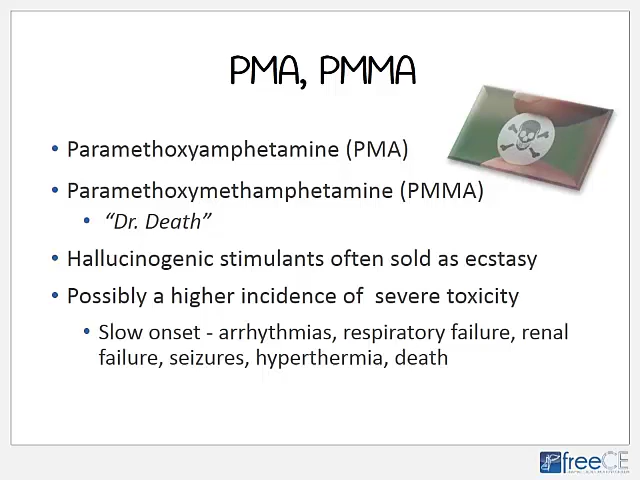 PMA, PMMA
• Paramethoxyamphetamine (PMA)
• Paramethoxymethamphetamine (PMMA)
• "Dr. Death"
• Hallucinogenic stimulants often sold as ecstasy
• Possibly a higher incidence of severe toxicity
• Slow onset - arrhythmias, respiratory failure, renal
failure, seizures, hyperthermia, death
freeCE